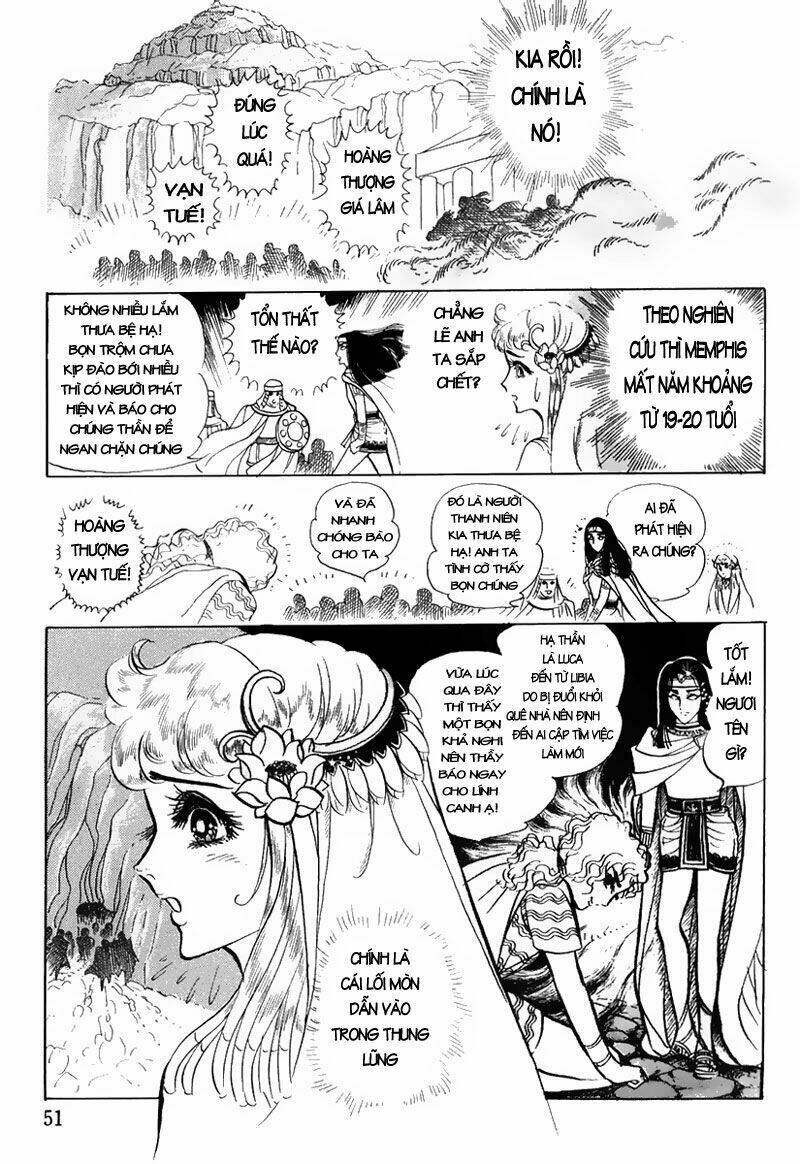 KIA RỒI!
CHÍNH LÀ
NÓ!
ĐÚNG
LÚC
QUÁ!
HOÀNG
THƯỢNG
GIÁ LÂM
VẠN
TUẾ!
THEO NGHIÊN
CỨU THÌ MEMPHIS
MẤT NĂM KHOẢNG
TỪ 19-20 TUỔI
CHẲNG
LẼ ANH
TA SẮP
CHẾT?
TỔN THẤT
THẾ NÀO?
KHÔNG NHIỀU LẮM
THƯA BỆ HẠ!
BỌN TRỘM CHƯA
KỊP ĐÀO BỚI NHIỀU
THÌ CÓ NGƯỜI PHÁT
HIỆN VÀ BÁO CHO
CHÚNG THẦN ĐỂ
NGAN CHẶN CHÚNG
AI ĐÃ
PHÁT HIỆN
RA CHÚNG?
ĐÓ LÀ NGƯỜI
THANH NIÊN
KIA THƯA BỆ
HẠ! ANH TA
TÌNH CỜ THẤY
BỌN CHÚNG
VÀ ĐÃ
NHANH
CHÓNG BÀO
CHO TA
HOÀNG
THƯỢNG
VẠN TUẾ!
TỐT
LẮM!
NGƯƠI
TÊN
GÌ?
HẠ THẦN
LÀ LUCA
ĐẾN TỪ LIBIA
DO BỊ ĐUỔI KHỎI
QUÊ NHÀ NÊN ĐỊNH
ĐẾN AI CẬP TÌM VIỆC
LÀM MỚI
VỪA LÚC
QUA ĐÂY
THÌ THẤY
MỘT BỌN
KHẢ NGHI
NÊN THẦY
BÁO NGAY
CHO LÍNH
CANH Ạ!
CHÍNH LÀ
CÁI LỐI MÒN
DẪN VÀO
TRONG THUNG
LŨNG
51